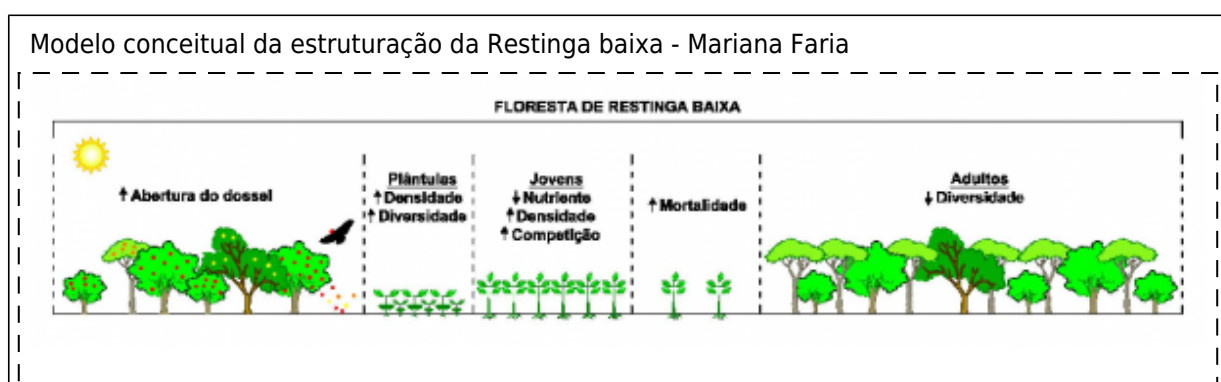 Modelo conceitual da estruturação da Restinga baixa - Mariana Faria
FLORESTA DE RESTINGA BAIXA
↑ Abertura do dossel
Plântulas
↑ Densidade
↑ Diversidade
Jovens
↓ Nutriente
↑ Densidade
↑ Competição
↑ Mortalidade
Adultos
↓ Diversidade